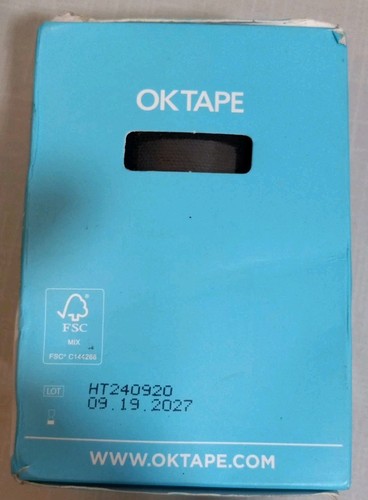 OKTAPE
FSC
MIX
FSC® C144266
LOT
HT240920
09.19.2027
WWW.OKTAPE.COM